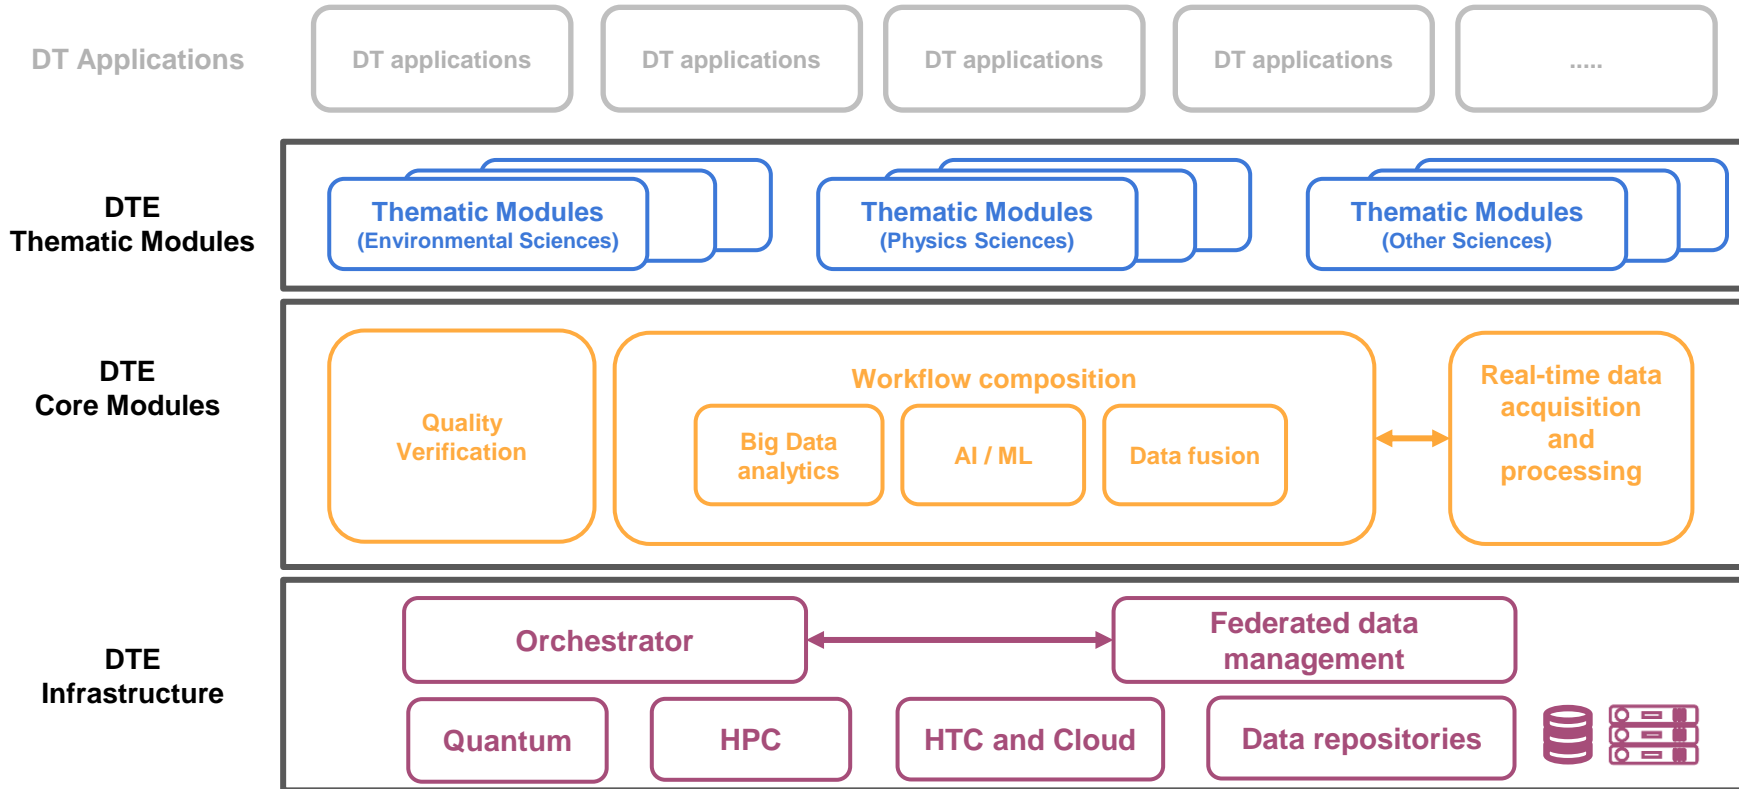 DT Applications
DT applications
DT applications
DT applications
DT applications
.....
DTE
Thematic Modules
Thematic Modules
(Environmental Sciences)
Thematic Modules
(Physics Sciences)
Thematic Modules
(Other Sciences)
DTE
Core Modules
Quality
Verification
Workflow composition
Big Data
analytics
AI / ML
Data fusion
Real-time data
acquisition
and
processing
DTE
Infrastructure
Orchestrator
Federated data
management
Quantum
HPC
HTC and Cloud
Data repositories